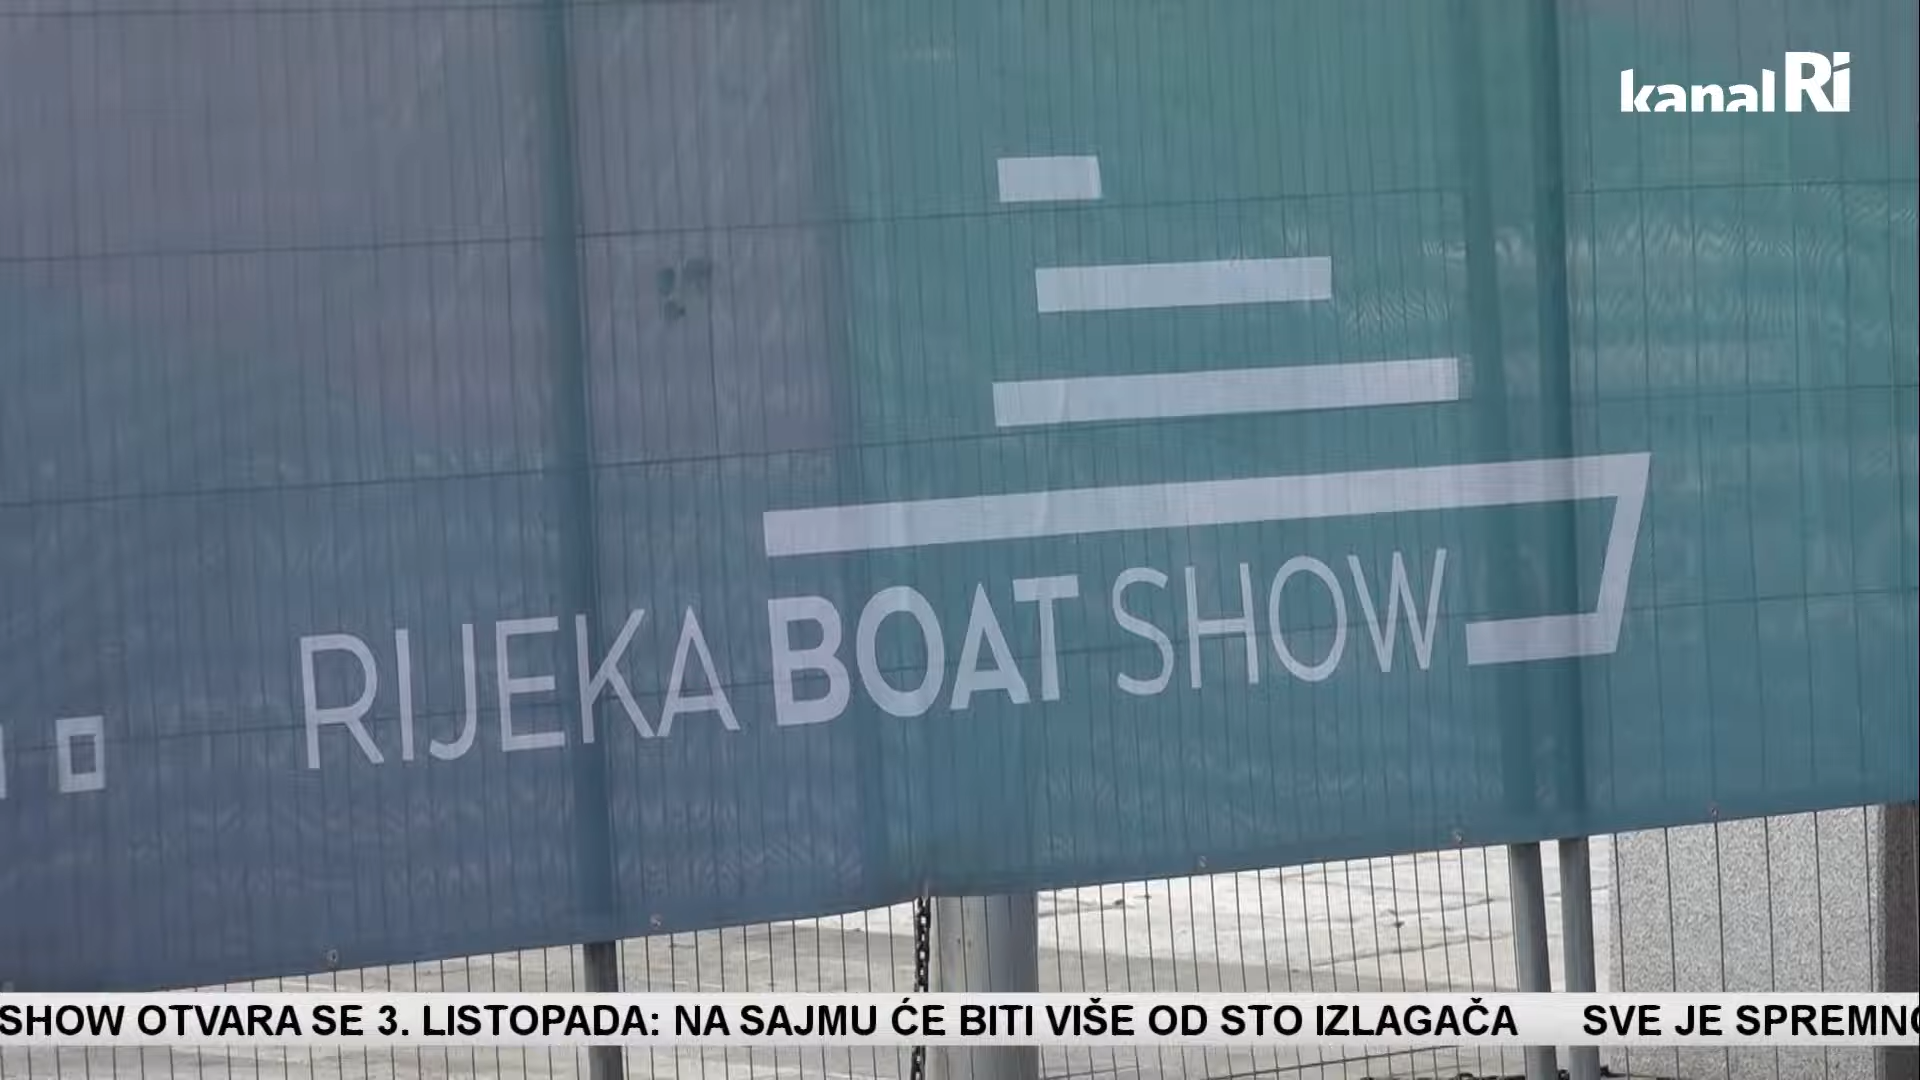 kanalRi
RIJEKA BOAT SHOW
SHOW OTVARA SE 3. LISTOPADA: NA SAJMU ĆE BITI VIŠE OD STO IZLAGAČA SVE JE